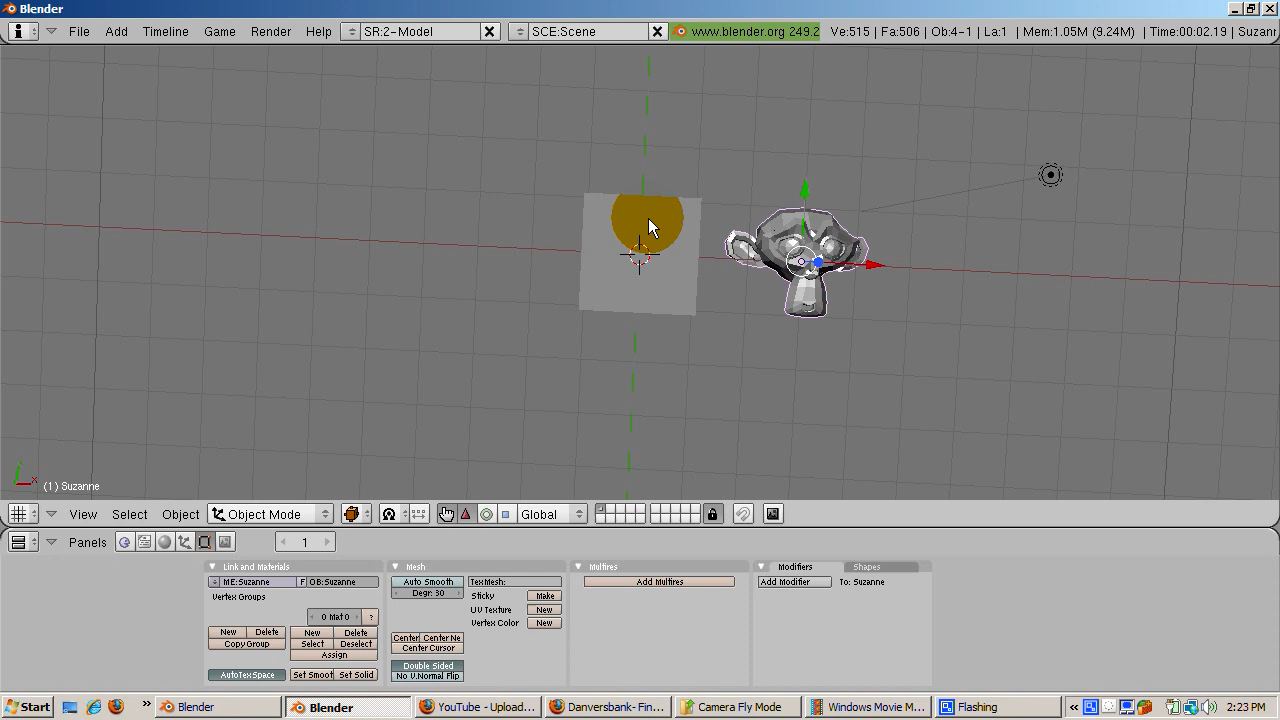 Blender
File Add Timeline Game Render Help SR:2-Model SCE:Scene www.blender.org 249.2 Ve:515 | Fa:506 | Ob:4-1 | La:1 | Mem:1.05M (9.24M) | Time:00:02.19 | Suzan
(1) Suzanne
View Select Object Object Mode Global
Panels 1
Link and Materials Mesh Multires Modifiers Shapes
ME:Suzanne F OB:Suzanne Auto Smooth TexMesh: Add Multires Add Modifier To: Suzanne
Degr: 30
Vertex Groups Sticky Make
UV Texture New
0 Mat 0 ? Vertex Color New
New Delete New Delete Center Center Ne
Copy Group Select Deselect Center Cursor
Assign
Double Sided
AutoTexSpace Set Smoot Set Solid No V.Normal Flip
Start Blender Blender YouTube - Upload... Danversbank- Fin... Camera Fly Mode Windows Movie M... Flashing 2:23 PM